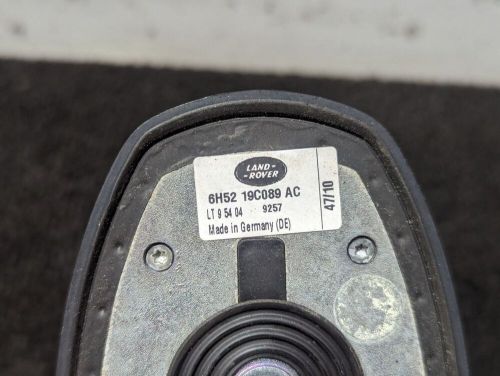 LAND-
ROVER
6H52 19C089 AC
LT 9 54 04 9257
Made in Germany (DE)
47/10